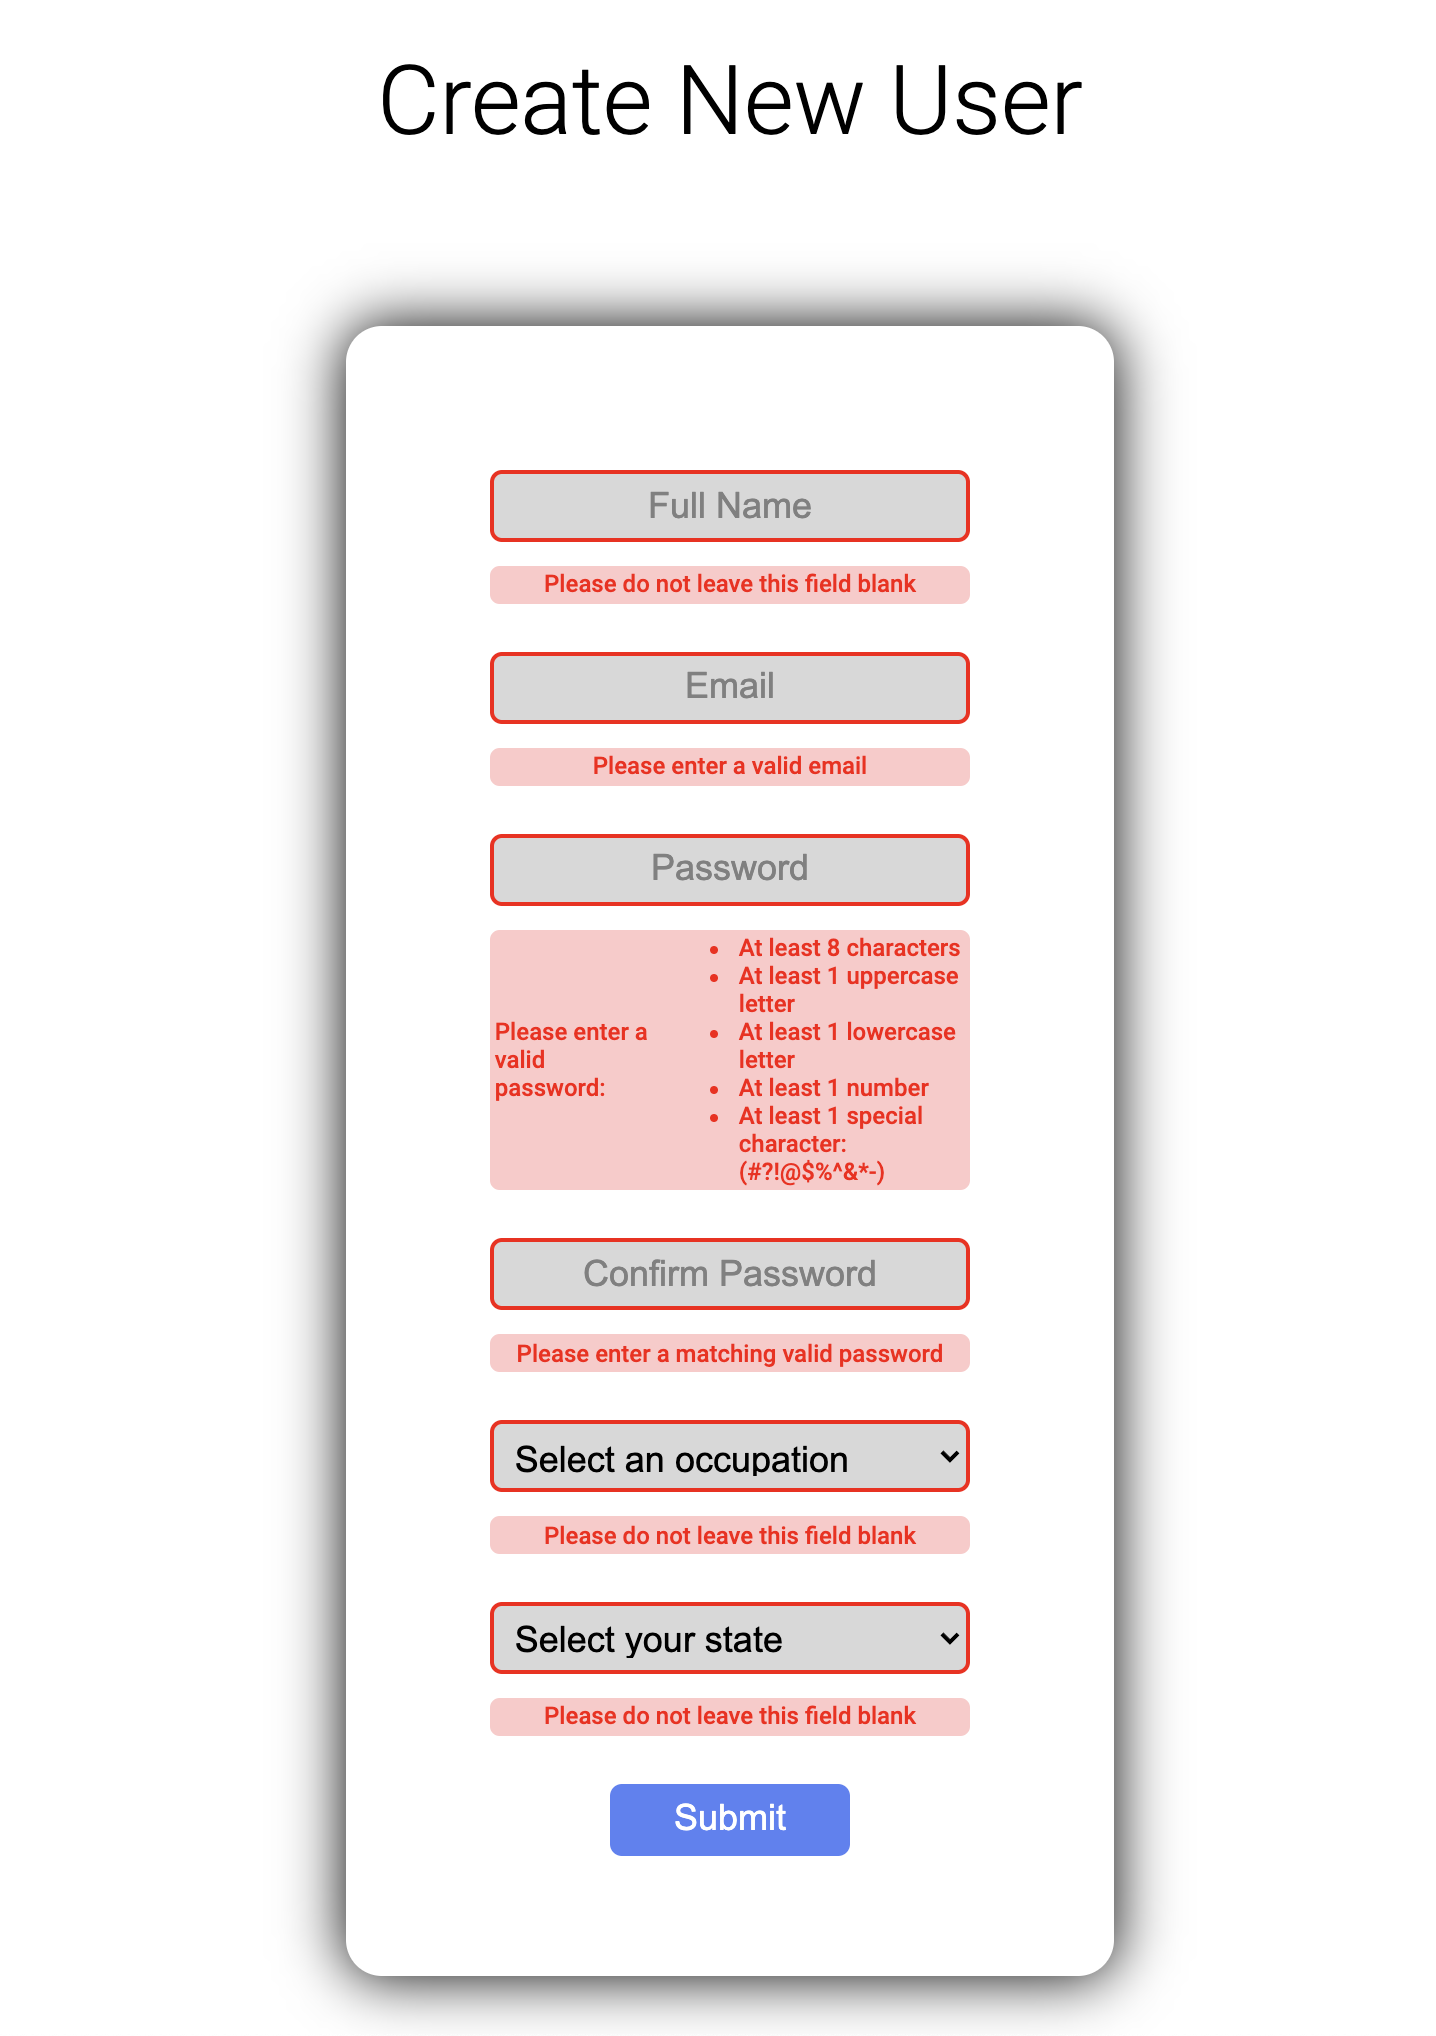 Create New User
Full Name
Please do not leave this field blank
Email
Please enter a valid email
Password
Please enter a
valid
password:
• At least 8 characters
• At least 1 uppercase
letter
• At least 1 lowercase
letter
• At least 1 number
• At least 1 special
character:
(#?!@$%^&*-)
Confirm Password
Please enter a matching valid password
Select an occupation
Please do not leave this field blank
Select your state
Please do not leave this field blank
Submit